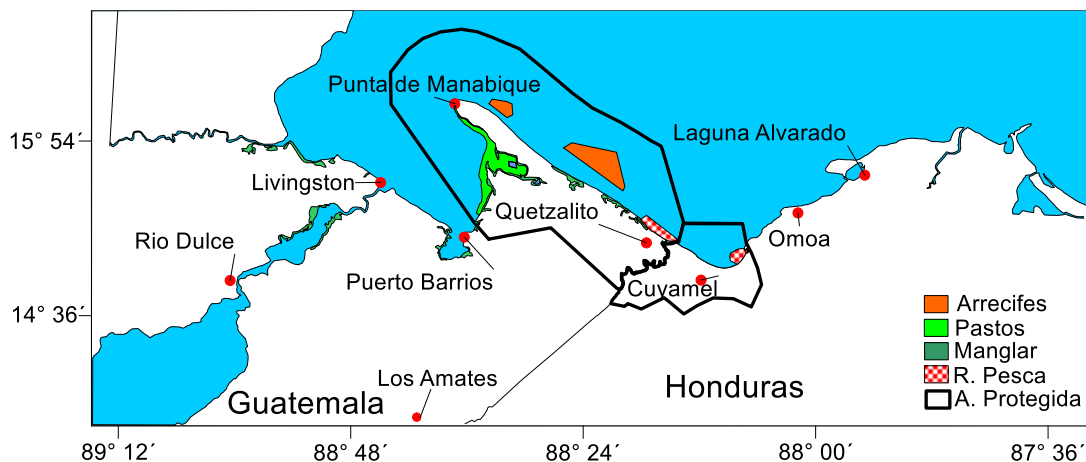 Punta de Manabique
15° 54
Laguna Alvarado
Livingston
Quetzalito
Rio Dulce
Omoa
Puerto Barrios
Cuyamel
14° 36
Arrecifes
Pastos
Manglar
R. Pesca
A. Protegida
Los Amates
Guatemala
Honduras
89° 12
88° 48´
88° 24´
88° 00´
87° 36´